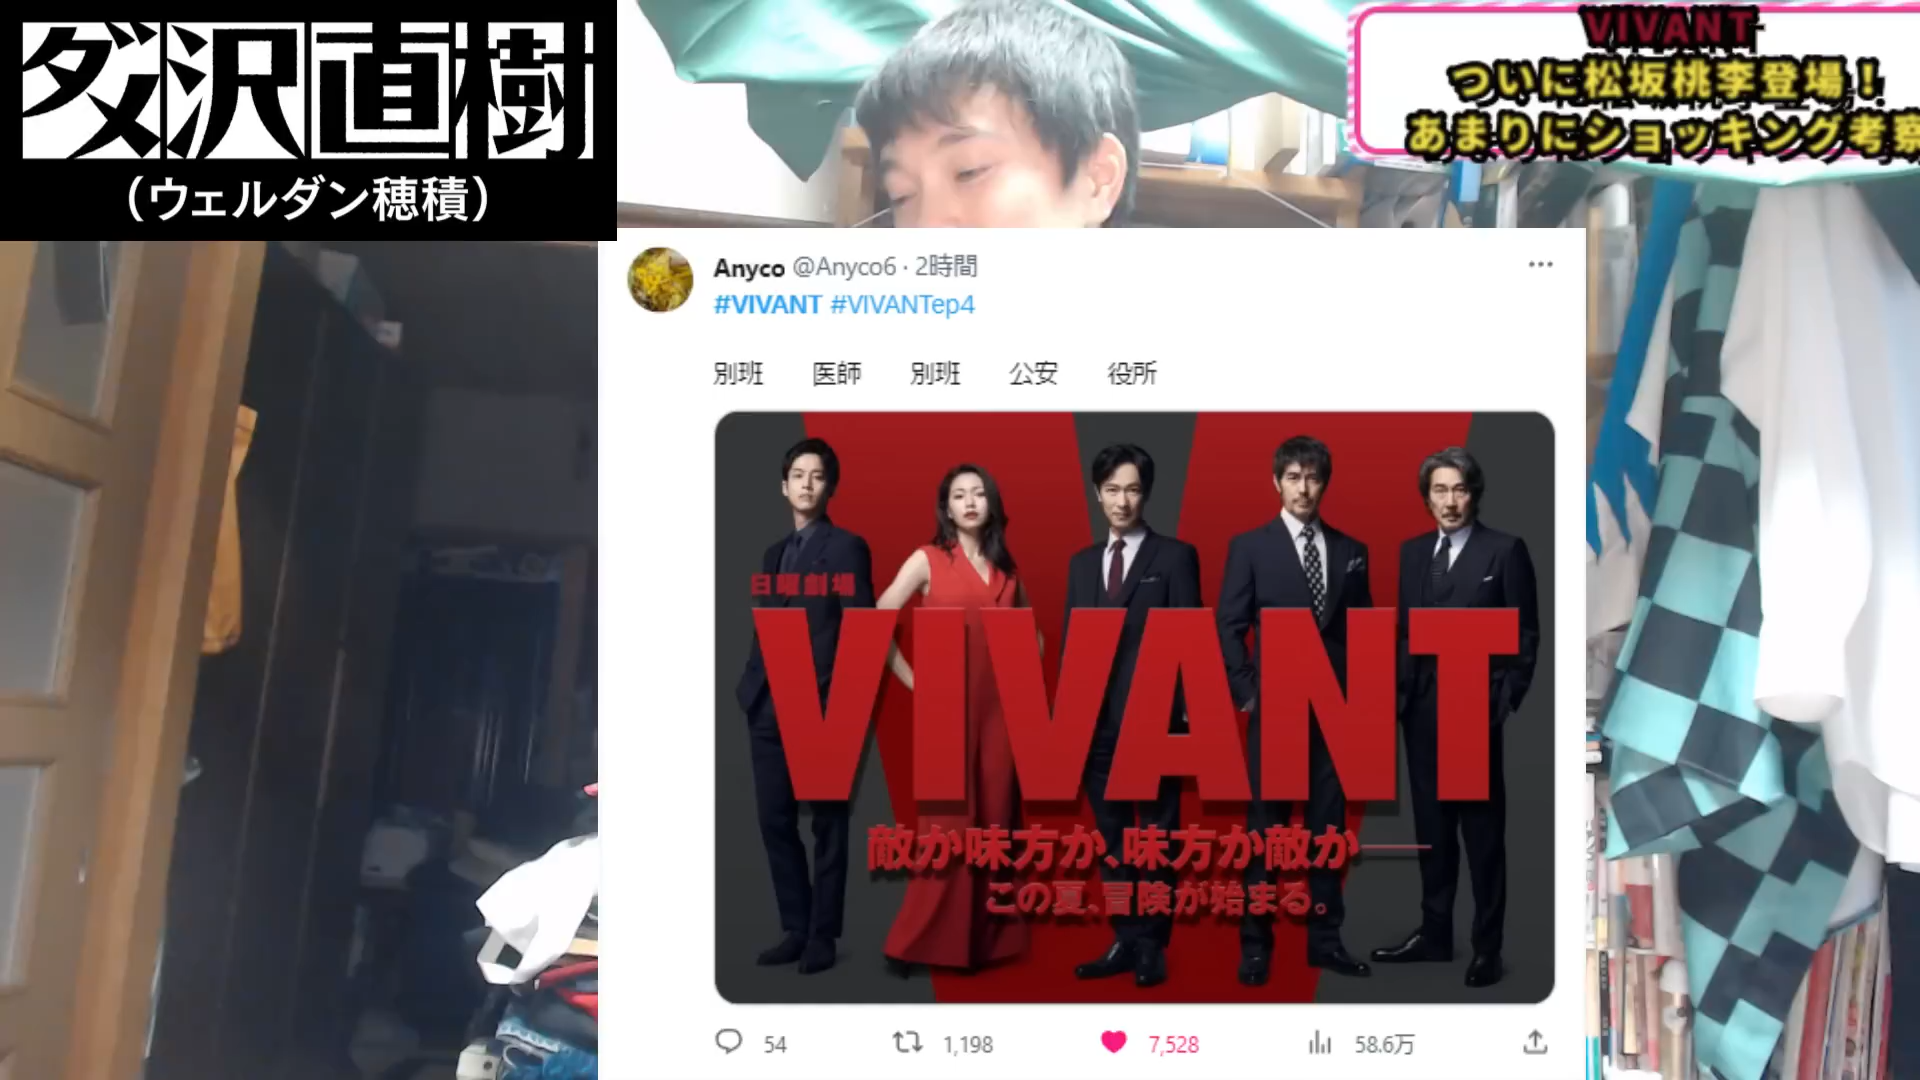 ダメ沢直樹
(ウェルダン穂積)
VIVANT
ついに松坂桃李登場!
あまりにショッキング考察
Anyco @Anyco6・2時間
#VIVANT #VIVANTep4
別班 医師 別班 公安 役所
日曜劇場
VIVANT
敵か味方か、味方か敵か――
この夏、冒険が始まる。
54 1,198 7,528 58.6万